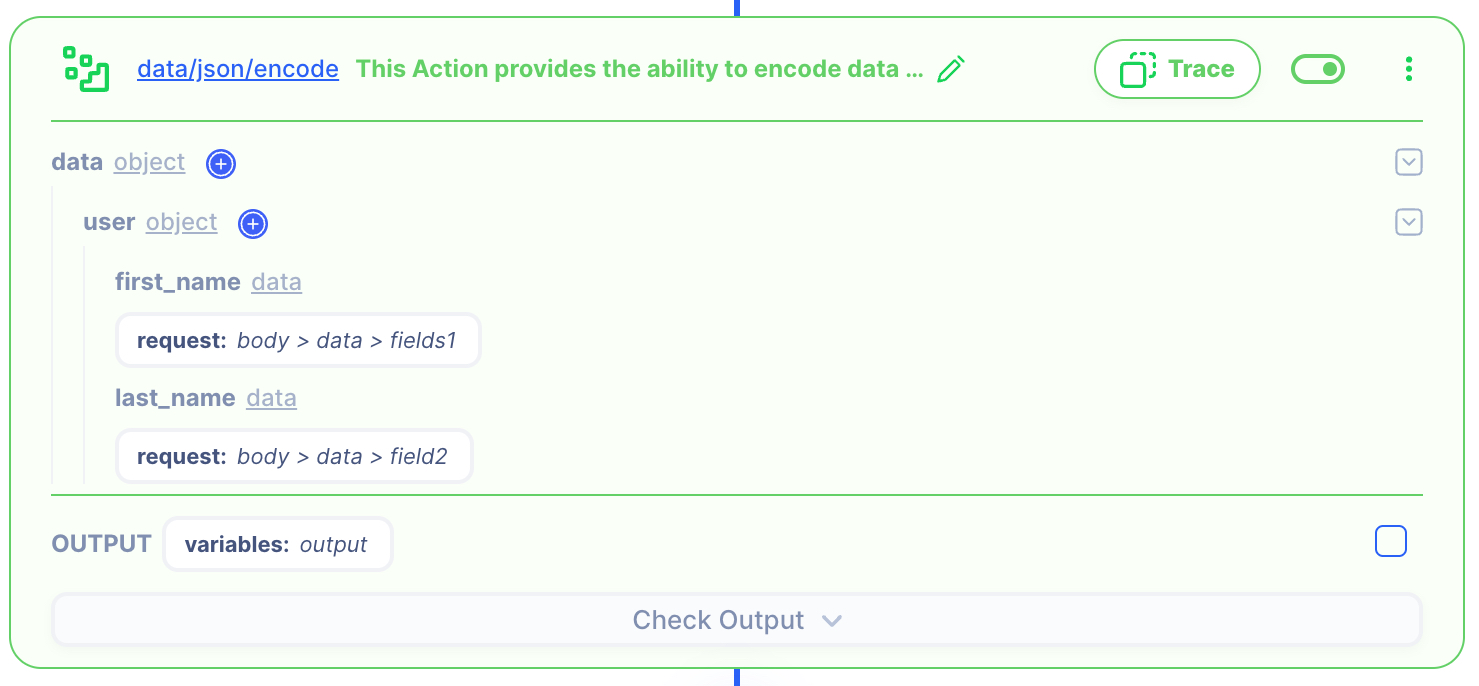 data/json/encode This Action provides the ability to encode data ... Trace
data object
user object
first_name data
request: body > data > fields1
last_name data
request: body > data > field2
OUTPUT variables: output
Check Output